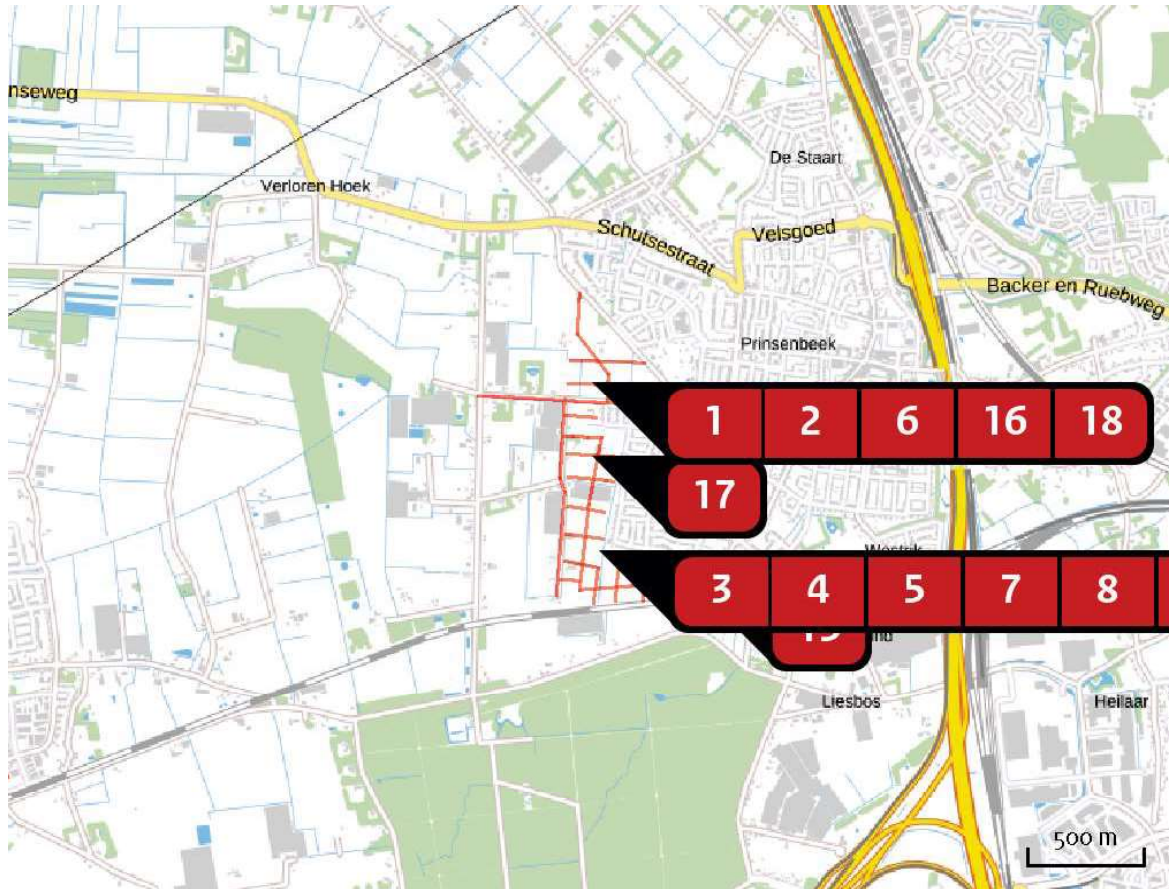 nseweg
De Staart
Verloren Hoek
Schutsestraat
Velsgoed
Backer en Ruebweg
Prinsenbeek
1 2 6 16 18
17
3 4 5 7 8
Liesbos
Heilaar
500 m